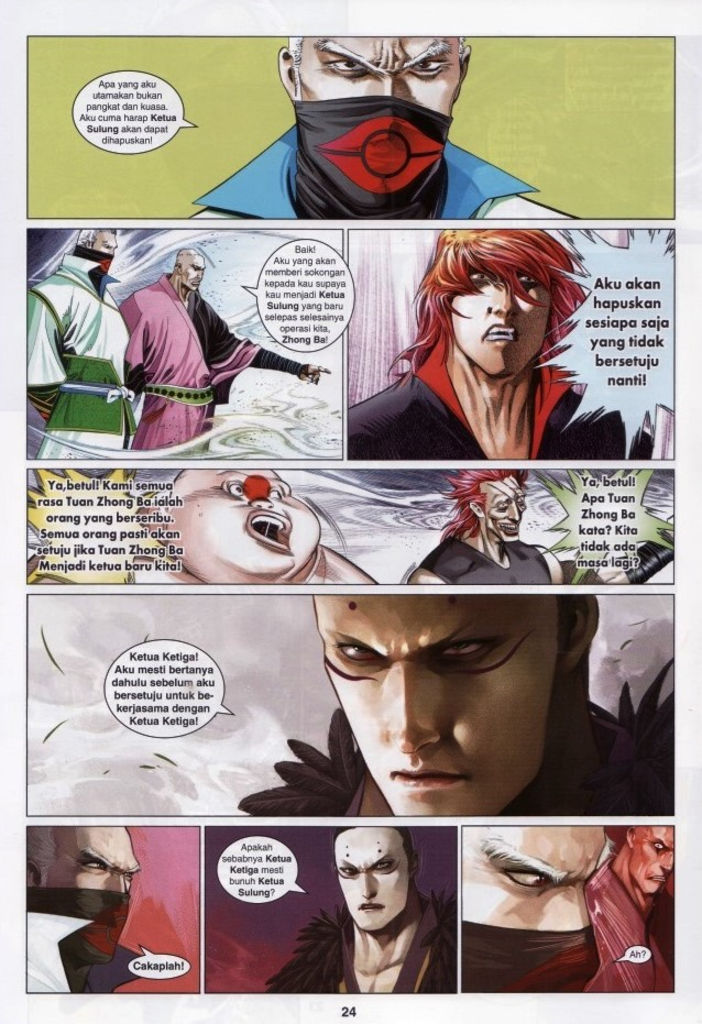 Apa yang aku
utamakan bukan
pangkat dan kuasa.
Aku cuma harap Ketua
Sulung akan dapat
dihapuskan!
Baik!
Aku yang akan
memberi sokongan
kepada kau supaya
kau menjadi Ketua
Sulung yang baru
selepas selesainya
operasi kita,
Zhong Ba!
Aku akan
hapuskan
sesiapa saja
yang tidak
bersetuju
nanti!
Ya,betul! Kami semua
rasa Tuan Zhong Ba ialah
orang yang berseribu.
Semua orang pasti akan
setuju jika Tuan Zhong Ba
Menjadi ketua baru kita!
Ya, betul!
Apa Tuan
Zhong Ba
kata? Kita
tidak ada
masa lagi?
Ketua Ketiga!
Aku mesti bertanya
dahulu sebelum aku
bersetuju untuk be-
kerjasama dengan
Ketua Ketiga!
Cakaplah!
Apakah
sebabnya Ketua
Ketiga mesti
bunuh Ketua
Sulung?
Ah?
24